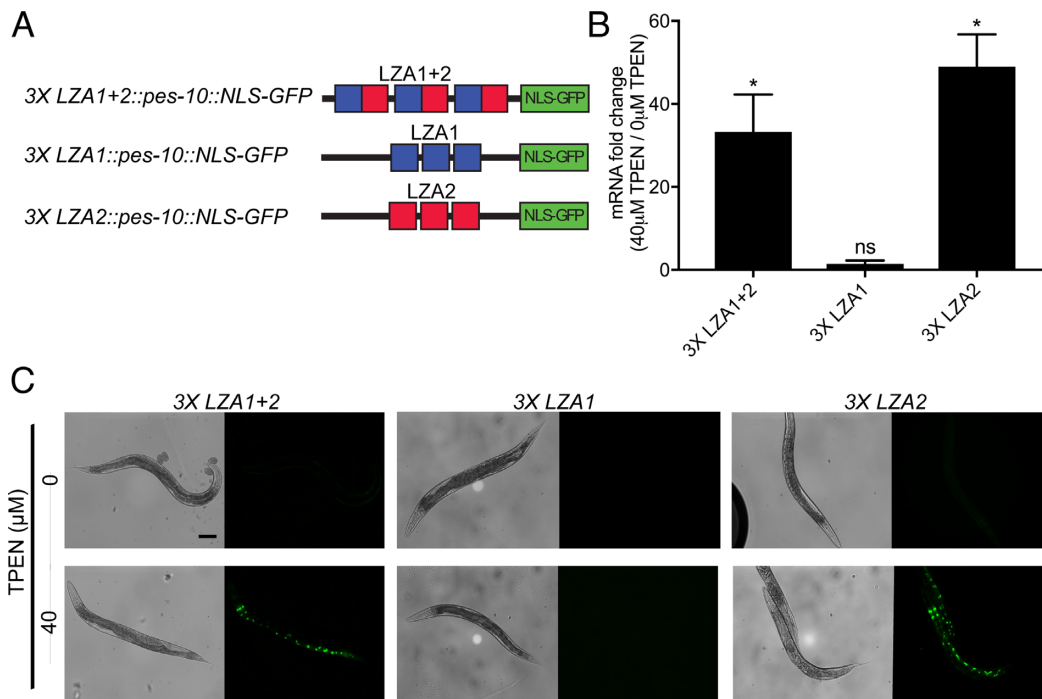 A
3X LZA1+2::pes-10::NLS-GFP
LZA1+2
NLS-GFP
3X LZA1::pes-10::NLS-GFP
LZA1
NLS-GFP
3X LZA2::pes-10::NLS-GFP
LZA2
NLS-GFP
B
mRNA fold change
(40µM TPEN / 0µM TPEN)
60
40
20
0
*
ns
*
3X LZA1+2
3X LZA1
3X LZA2
C
3X LZA1+2
3X LZA1
3X LZA2
TPEN (µM)
0
40